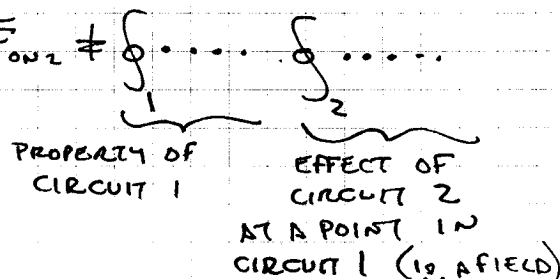 F ON 2 ≠ ∮₁ · · · · · ∮₂ · · · · ·
PROPERTY OF
CIRCUIT 1
EFFECT OF
CIRCUIT 2
AT A POINT IN
CIRCUIT 1 (IE, A FIELD)